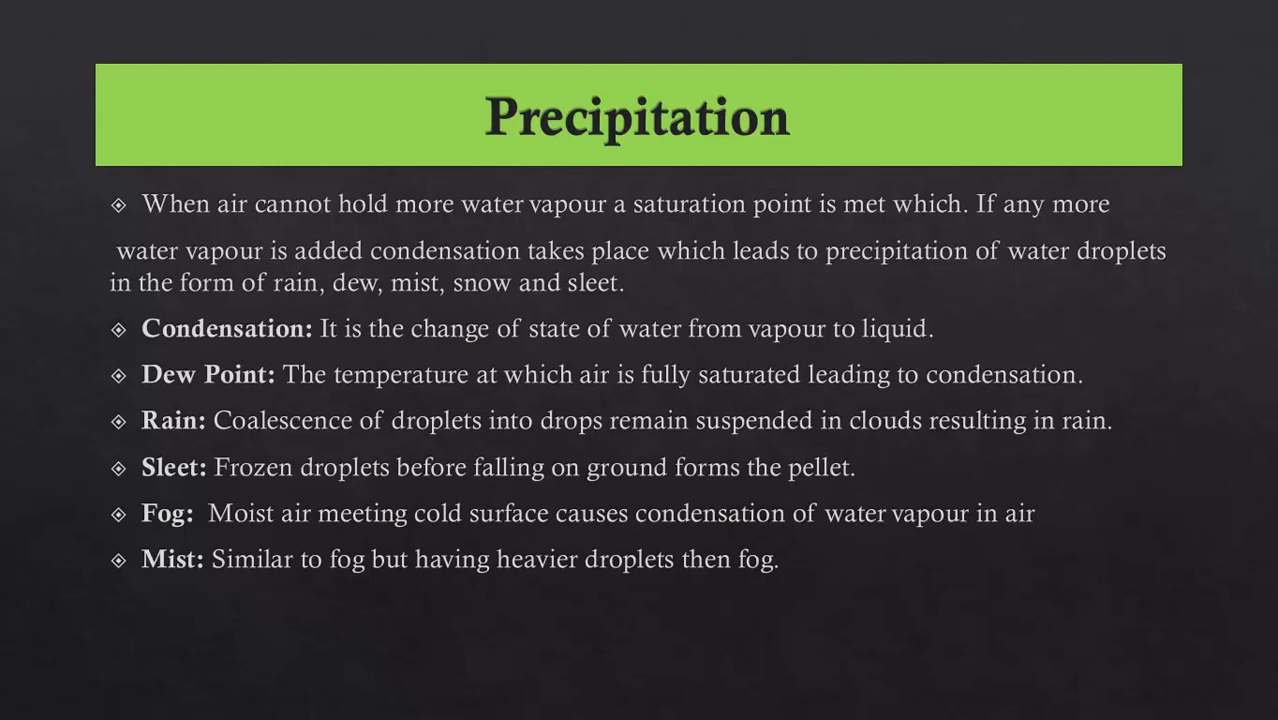 Precipitation
When air cannot hold more water vapour a saturation point is met which. If any more
water vapour is added condensation takes place which leads to precipitation of water droplets
in the form of rain, dew, mist, snow and sleet.
Condensation: It is the change of state of water from vapour to liquid.
Dew Point: The temperature at which air is fully saturated leading to condensation.
Rain: Coalescence of droplets into drops remain suspended in clouds resulting in rain.
Sleet: Frozen droplets before falling on ground forms the pellet.
Fog: Moist air meeting cold surface causes condensation of water vapour in air
Mist: Similar to fog but having heavier droplets then fog.